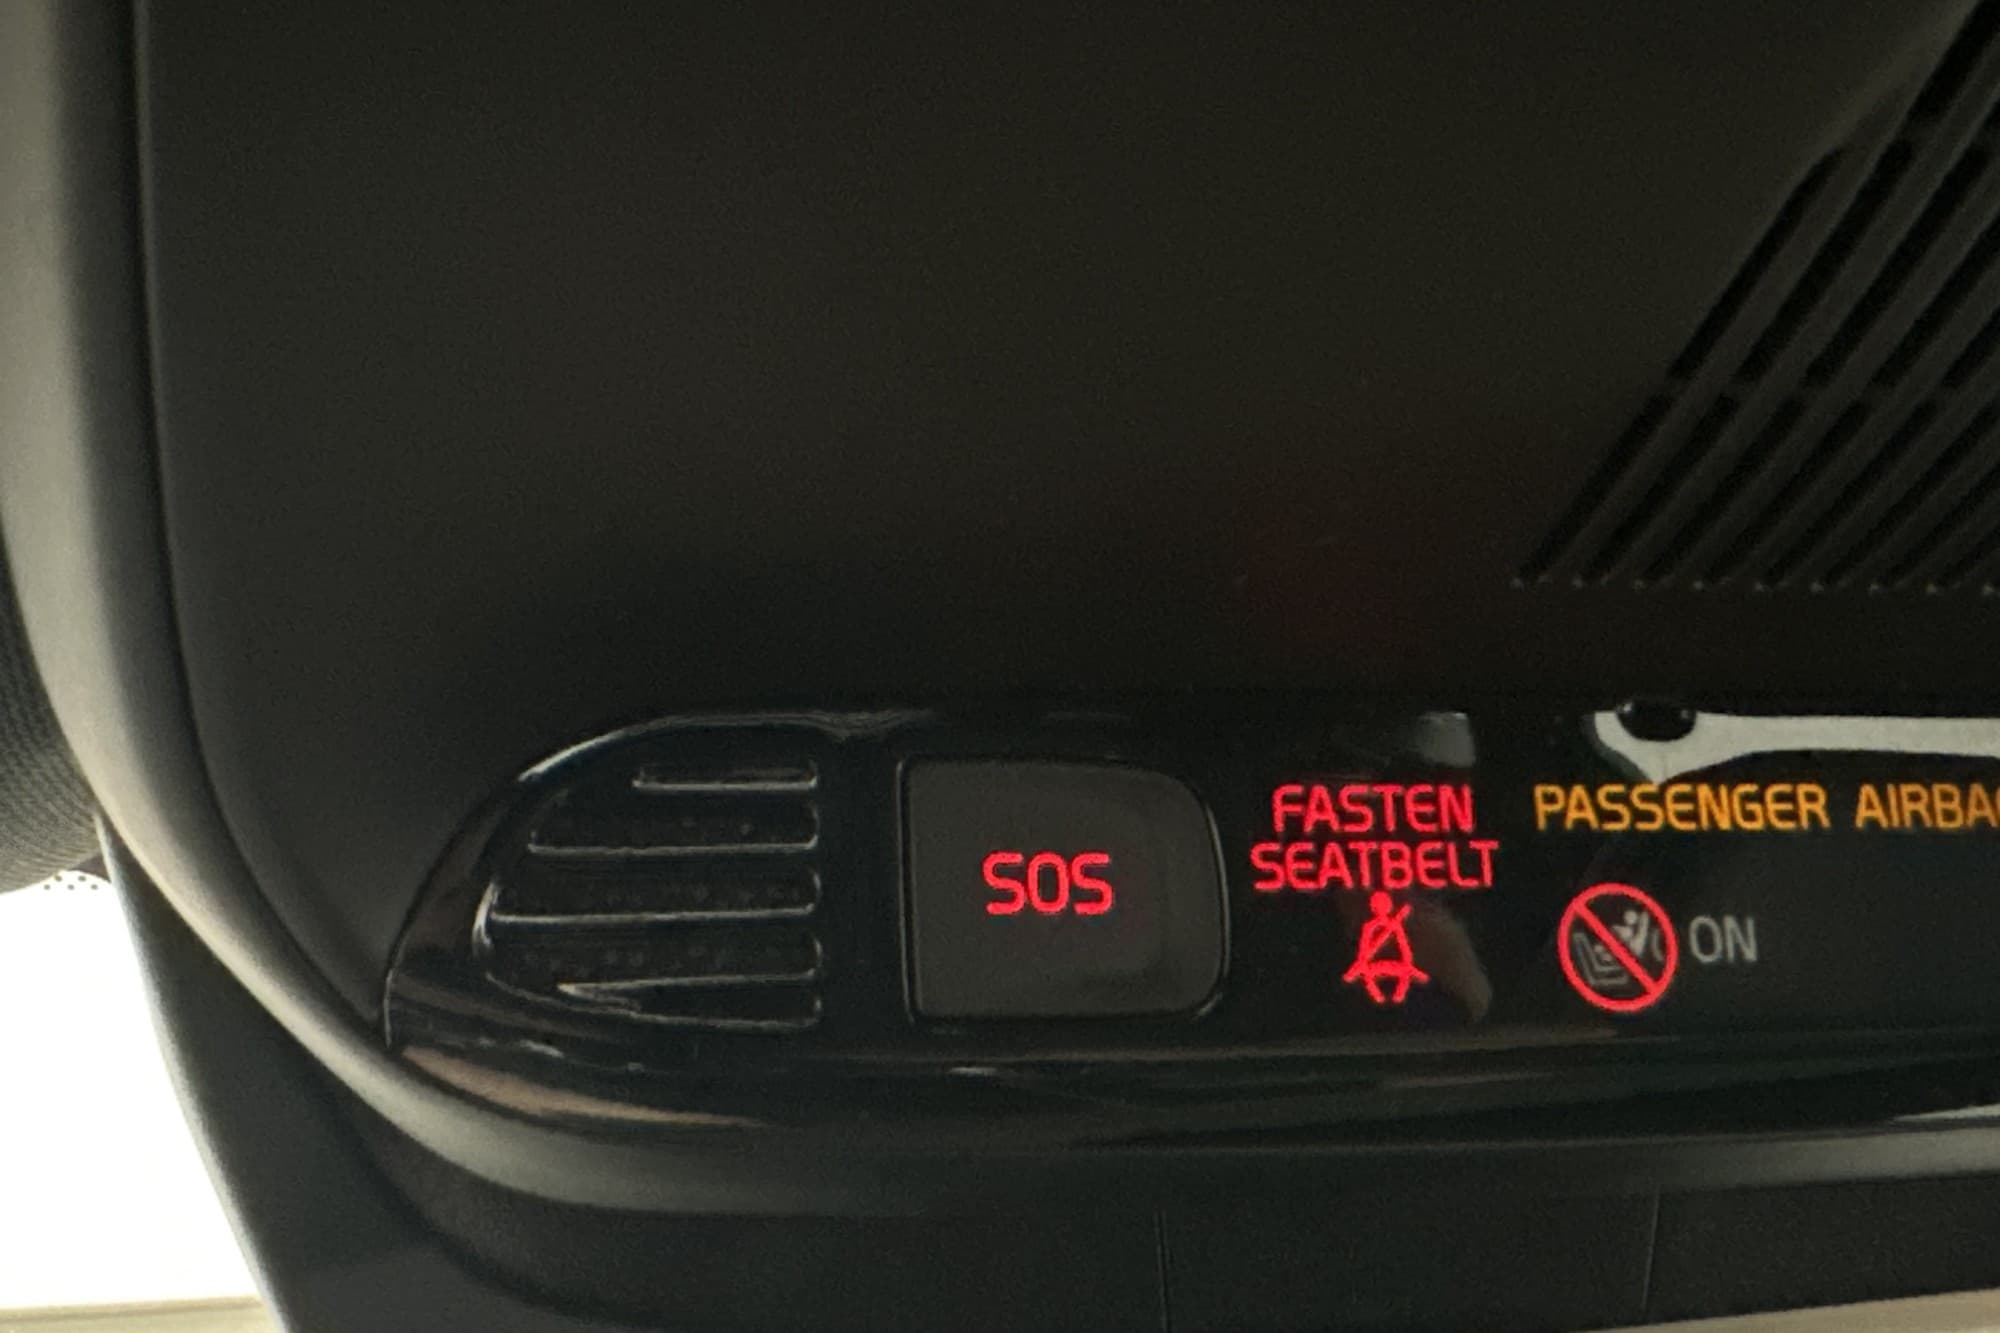 SOS
FASTEN
SEATBELT
PASSENGER
ON